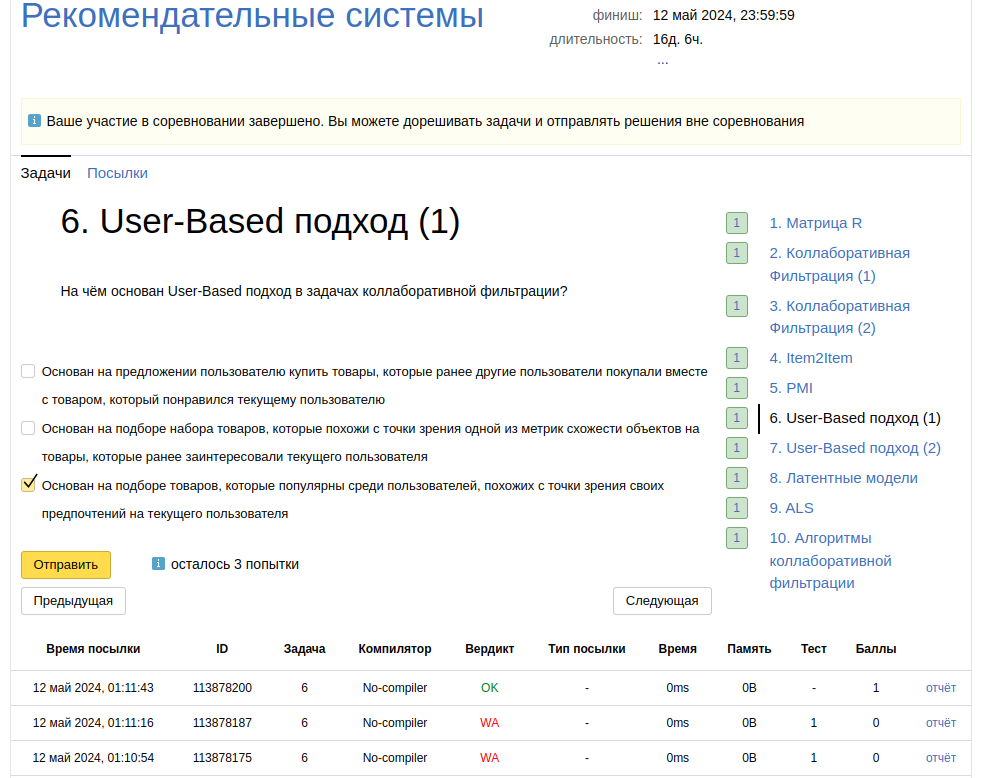 Рекомендательные системы
финиш: 12 май 2024, 23:59:59
длительность: 16д. 6ч.
...
Ваше участие в соревновании завершено. Вы можете дорешивать задачи и отправлять решения вне соревнования
Задачи Посылки
6. User-Based подход (1)
На чём основан User-Based подход в задачах коллаборативной фильтрации?
Основан на предложении пользователю купить товары, которые ранее другие пользователи покупали вместе
с товаром, который понравился текущему пользователю
Основан на подборе набора товаров, которые похожи с точки зрения одной из метрик схожести объектов на
товары, которые ранее заинтересовали текущего пользователя
Основан на подборе товаров, которые популярны среди пользователей, похожих с точки зрения своих
предпочтений на текущего пользователя
Отправить осталось 3 попытки
Предыдущая Следующая
1 1. Матрица R
1 2. Коллаборативная
Фильтрация (1)
1 3. Коллаборативная
Фильтрация (2)
1 4. Item2Item
1 5. PMI
1 6. User-Based подход (1)
1 7. User-Based подход (2)
1 8. Латентные модели
1 9. ALS
1 10. Алгоритмы
коллаборативной
фильтрации
Время посылки ID Задача Компилятор Вердикт Тип посылки Время Память Тест Баллы
12 май 2024, 01:11:43 113878200 6 No-compiler OK - 0ms 0B - 1 отчёт
12 май 2024, 01:11:16 113878187 6 No-compiler WA - 0ms 0B 1 0 отчёт
12 май 2024, 01:10:54 113878175 6 No-compiler WA - 0ms 0B 1 0 отчёт